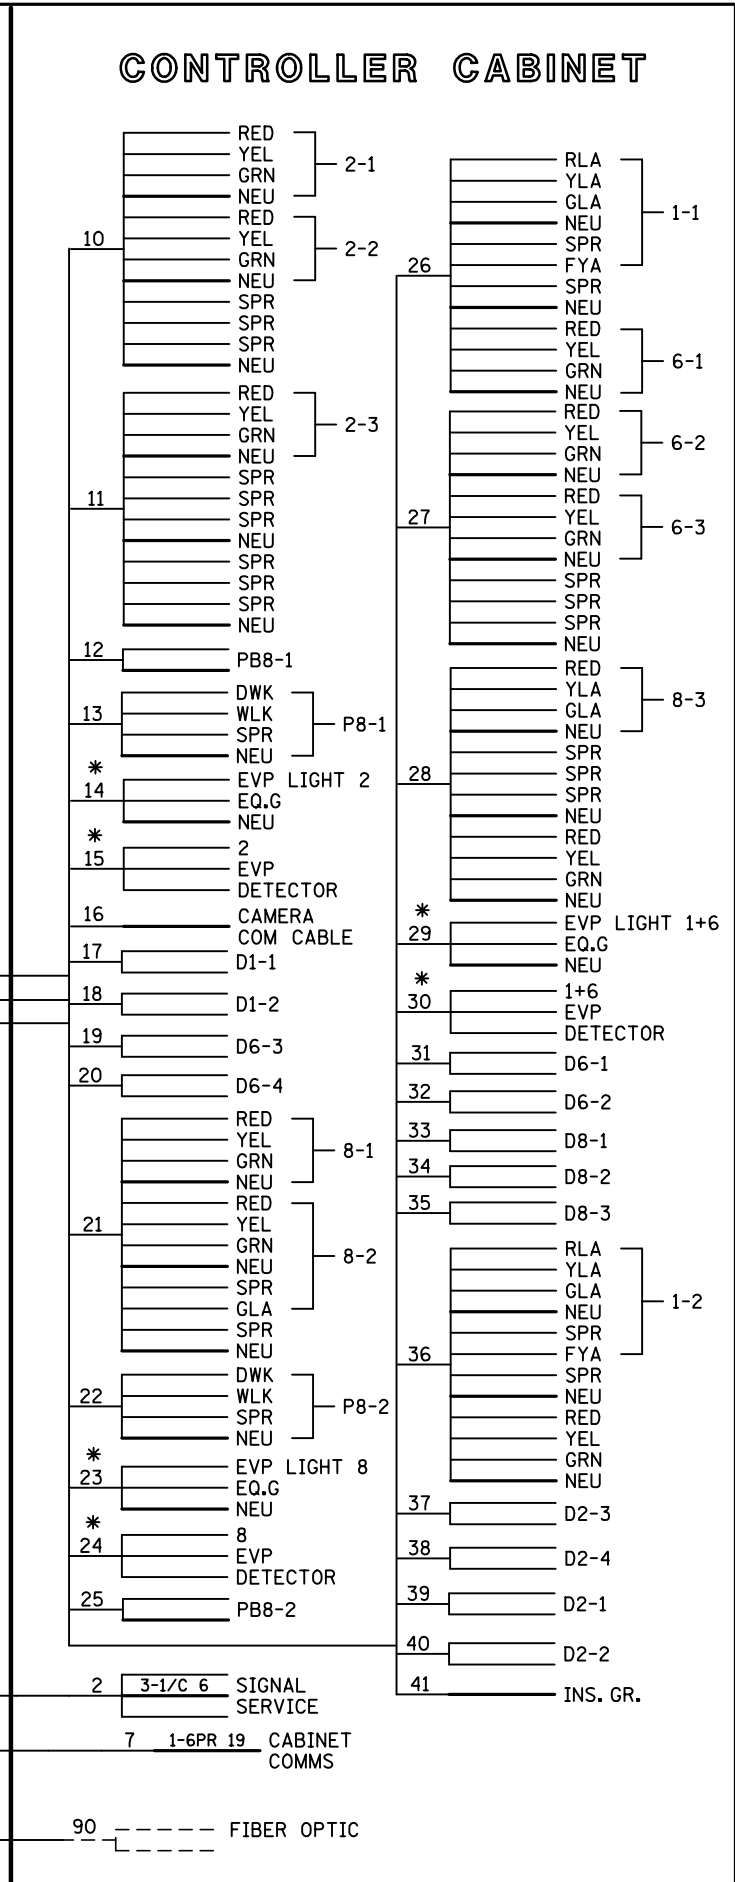 CONTROLLER CABINET
10
RED
YEL
GRN
NEU
2-1
RED
YEL
GRN
NEU
2-2
SPR
SPR
SPR
NEU
11
RED
YEL
GRN
NEU
2-3
SPR
SPR
SPR
NEU
SPR
SPR
SPR
NEU
12
PB8-1
13
DWK
WLK
SPR
NEU
P8-1
*
14
EVP LIGHT 2
EQ.G
NEU
*
15
2
EVP
DETECTOR
16
CAMERA
COM CABLE
17
D1-1
18
D1-2
19
D6-3
20
D6-4
21
RED
YEL
GRN
NEU
8-1
RED
YEL
GRN
NEU
SPR
GLA
8-2
SPR
NEU
22
DWK
WLK
SPR
NEU
P8-2
*
23
EVP LIGHT 8
EQ.G
NEU
*
24
8
EVP
DETECTOR
25
PB8-2
26
RLA
YLA
GLA
NEU
SPR
FYA
1-1
SPR
NEU
RED
YEL
GRN
NEU
6-1
27
RED
YEL
GRN
NEU
6-2
RED
YEL
GRN
NEU
6-3
SPR
SPR
SPR
NEU
28
RED
YLA
GLA
NEU
8-3
SPR
SPR
SPR
NEU
RED
YEL
GRN
NEU
*
29
EVP LIGHT 1+6
EQ.G
NEU
*
30
1+6
EVP
DETECTOR
31
D6-1
32
D6-2
33
D8-1
34
D8-2
35
D8-3
36
RLA
YLA
GLA
NEU
SPR
FYA
1-2
SPR
NEU
RED
YEL
GRN
NEU
37
D2-3
38
D2-4
39
D2-1
40
D2-2
41
INS. GR.
2
3-1/C 6
SIGNAL
SERVICE
7
1-6PR 19
CABINET
COMMS
90
FIBER OPTIC